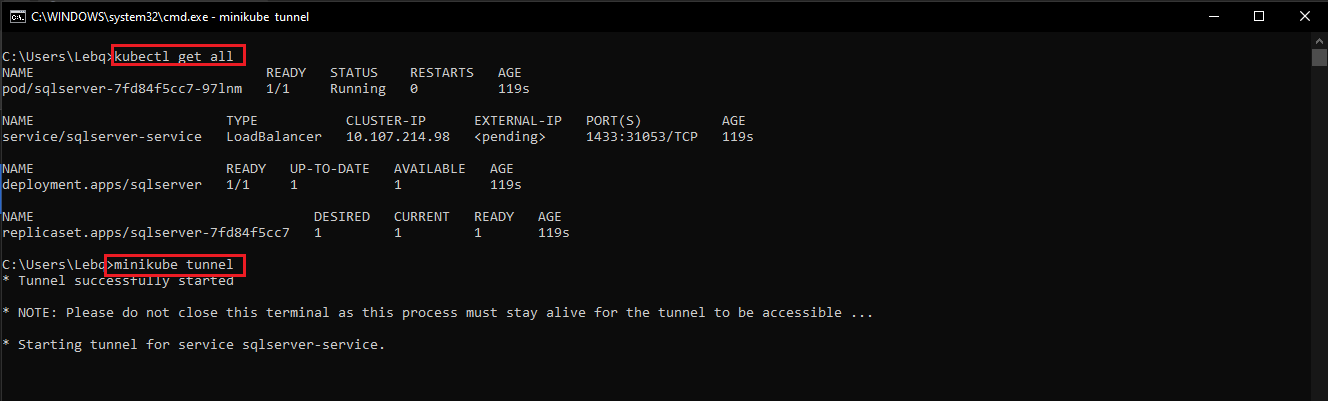 C:\WINDOWS\system32\cmd.exe - minikube tunnel
C:\Users\Lebq>kubectl get all
NAME READY STATUS RESTARTS AGE
pod/sqlserver-7fd84f5cc7-97lnm 1/1 Running 0 119s
NAME TYPE CLUSTER-IP EXTERNAL-IP PORT(S) AGE
service/sqlserver-service LoadBalancer 10.107.214.98 <pending> 1433:31053/TCP 119s
NAME READY UP-TO-DATE AVAILABLE AGE
deployment.apps/sqlserver 1/1 1 1 119s
NAME DESIRED CURRENT READY AGE
replicaset.apps/sqlserver-7fd84f5cc7 1 1 1 119s
C:\Users\Lebq>minikube tunnel
* Tunnel successfully started
* NOTE: Please do not close this terminal as this process must stay alive for the tunnel to be accessible ...
* Starting tunnel for service sqlserver-service.